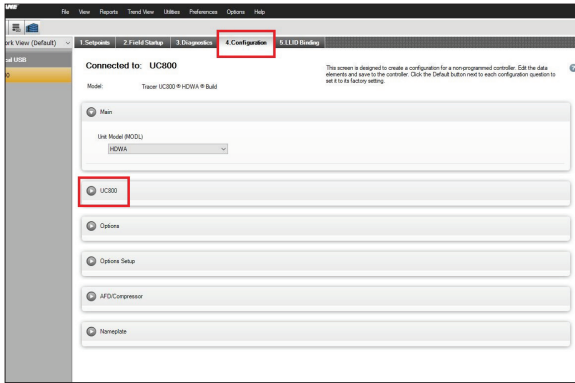 File View Reports Trend View Utilities Preferences Options Help
ork View (Default)
cal USB
0
1.Setpoints 2.Field Startup 3.Diagnostics 4.Configuration 5.LLID Binding
Connected to: UC800
Model: Tracer UC800 ® HDWA ® Build
This screen is designed to create a configuration for a non-programmed controller. Edit the data
elements and save to the controller. Click the Default button next to each configuration question to
set it to its factory setting.
Main
Unit Model (MODL)
HDWA
UC800
Options
Options Setup
AFD/Compressor
Nameplate